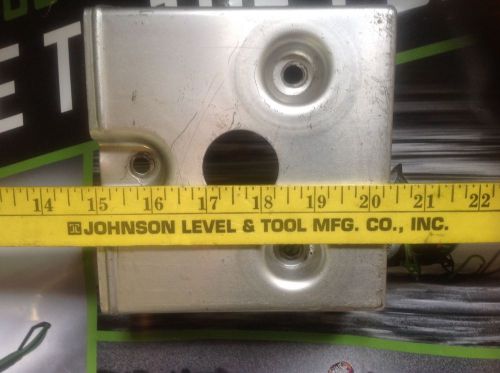 E T
14 15 16 17 18 19 20 21 22
JOHNSON LEVEL & TOOL MFG. CO., INC.